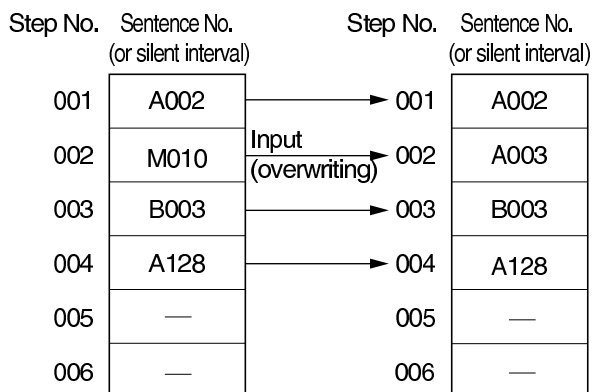 Step No. Sentence No. Step No. Sentence No.
(or silent interval) (or silent interval)
001 A002 001 A002
002 M010 Input (overwriting) 002 A003
003 B003 003 B003
004 A128 004 A128
005 — 005 —
006 — 006 —